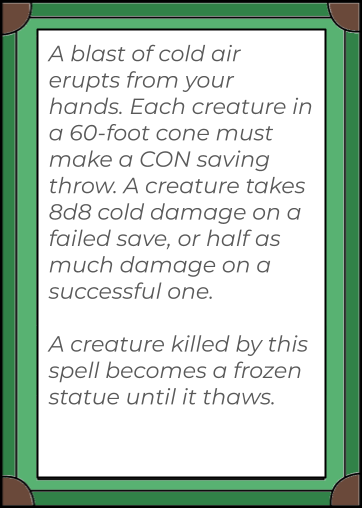 A blast of cold air
erupts from your
hands. Each creature in
a 60-foot cone must
make a CON saving
throw. A creature takes
8d8 cold damage on a
failed save, or half as
much damage on a
successful one.

A creature killed by this
spell becomes a frozen
statue until it thaws.